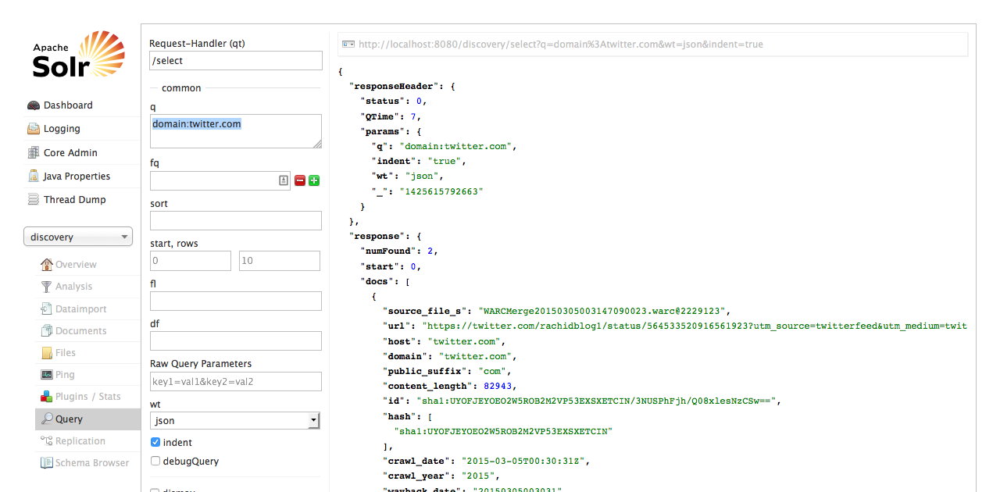 Apache
Solr
Dashboard
Logging
Core Admin
Java Properties
Thread Dump
discovery
Overview
Analysis
Dataimport
Documents
Files
Ping
Plugins / Stats
Query
Replication
Schema Browser
Request-Handler (qt)
/select
common
q
domain:twitter.com
fq
sort
start, rows
0 10
fl
df
Raw Query Parameters
key1=val1&key2=val2
wt
json
indent
debugQuery
http://localhost:8080/discovery/select?q=domain%3Atwitter.com&wt=json&indent=true
{
"responseHeader": {
"status": 0,
"QTime": 7,
"params": {
"q": "domain:twitter.com",
"indent": "true",
"wt": "json",
"_": "1425615792663"
}
},
"response": {
"numFound": 2,
"start": 0,
"docs": [
{
"source_file_s": "WARCMerge20150305003147090023.warc@2229123",
"url": "https://twitter.com/rachidblog1/status/564533520916561923?utm_source=twitterfeed&utm_medium=twit
"host": "twitter.com",
"domain": "twitter.com",
"public_suffix": "com",
"content_length": 82943,
"id": "sha1:UYOFJEYOEO2W5ROB2M2VP53EXSXETCIN/3NUSPhFjh/Q08xlesNzCSw==",
"hash": [
"sha1:UYOFJEYOEO2W5ROB2M2VP53EXSXETCIN"
],
"crawl_date": "2015-03-05T00:30:31Z",
"crawl_year": "2015",
"wayback_date": "20150305003031"